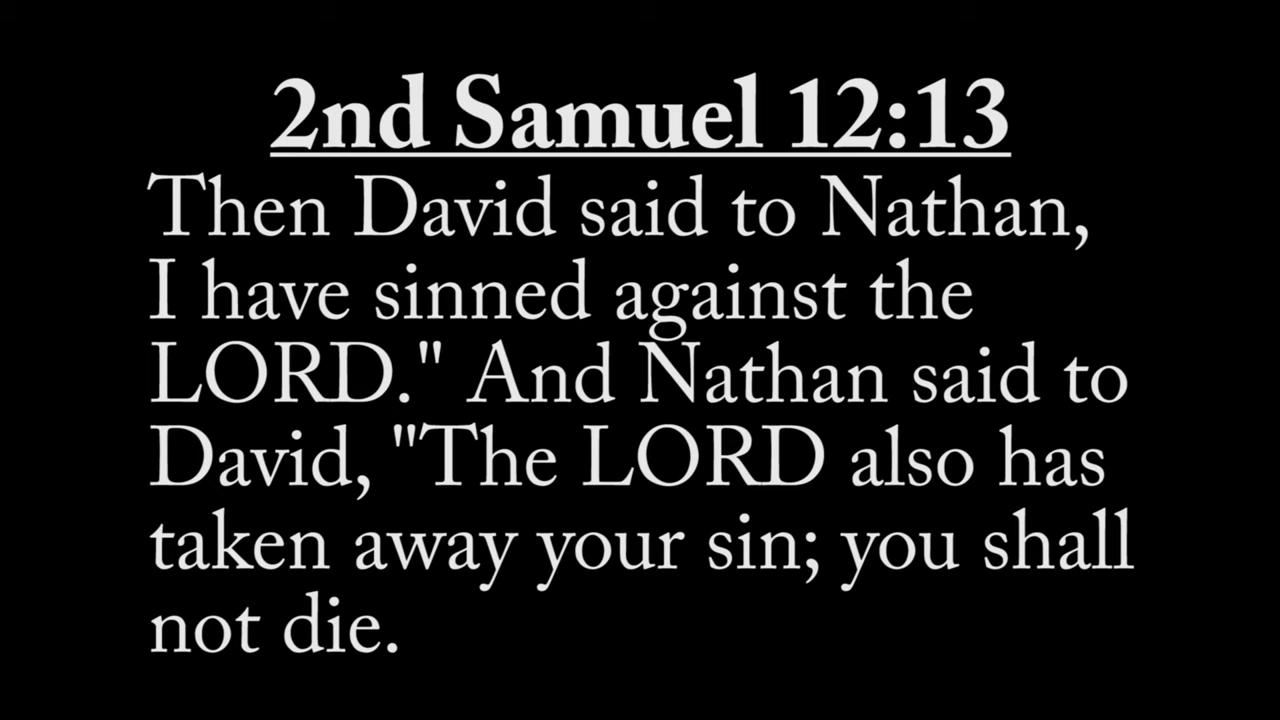 2nd Samuel 12:13
Then David said to Nathan,
I have sinned against the
LORD." And Nathan said to
David, "The LORD also has
taken away your sin; you shall
not die.